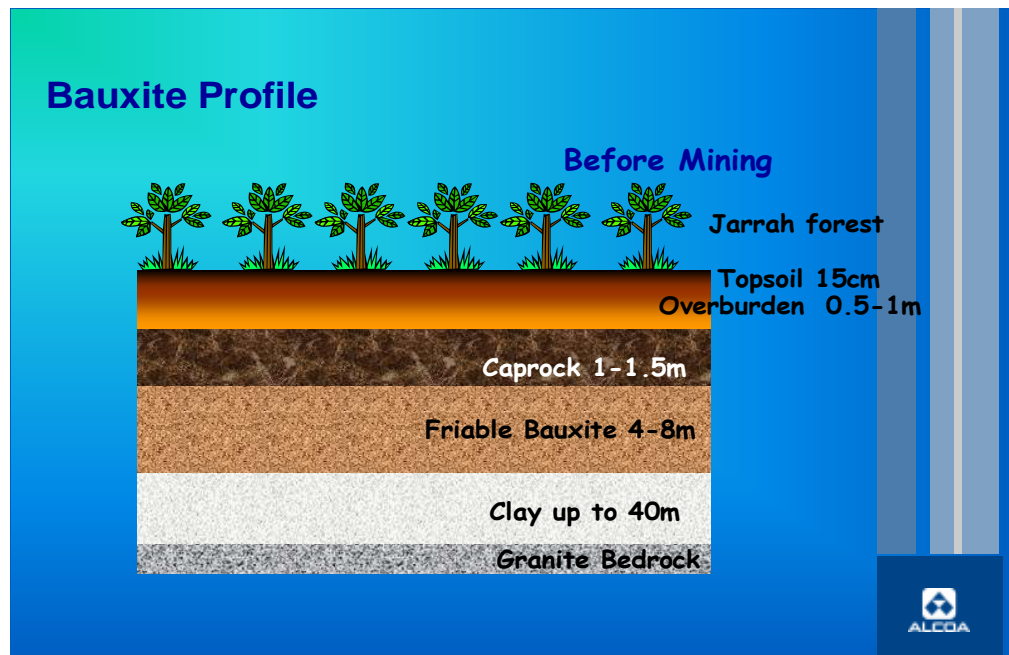 Bauxite Profile
Before Mining
Jarrah forest
Topsoil 15cm
Overburden 0.5-1m
Caprock 1-1.5m
Friable Bauxite 4-8m
Clay up to 40m
Granite Bedrock
ALCOA